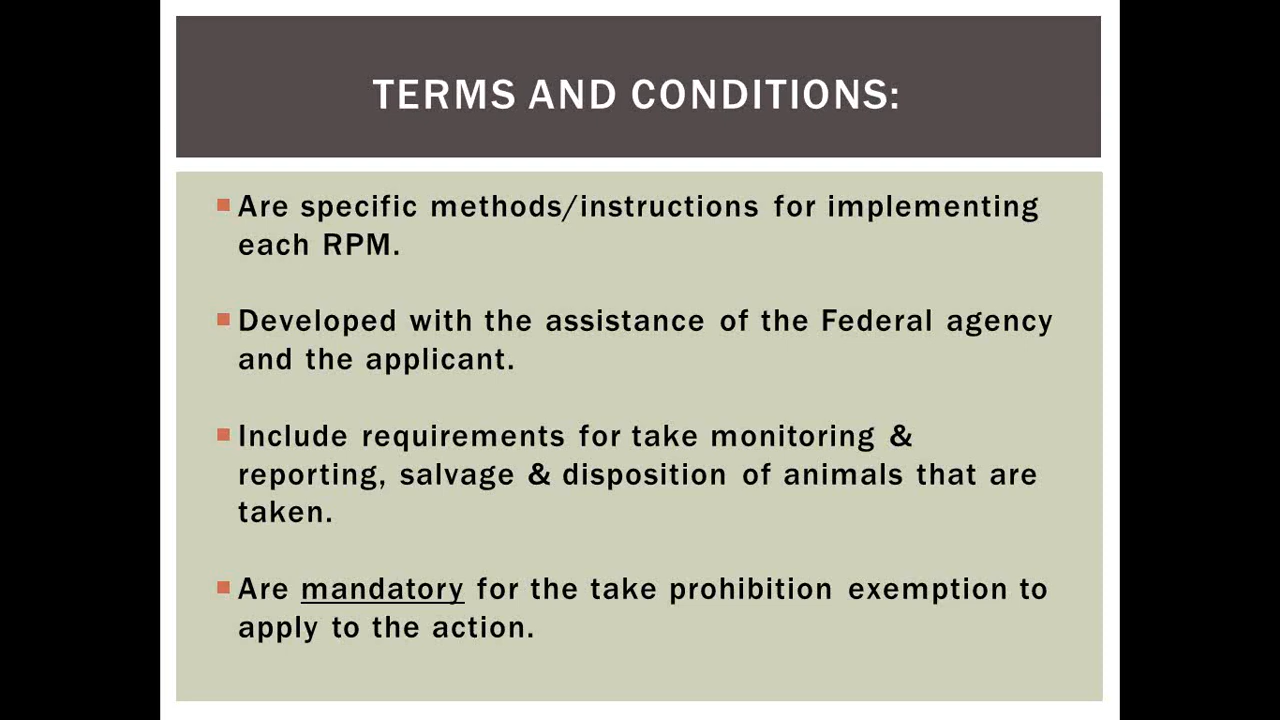 TERMS AND CONDITIONS:
Are specific methods/instructions for implementing
each RPM.
Developed with the assistance of the Federal agency
and the applicant.
Include requirements for take monitoring &
reporting, salvage & disposition of animals that are
taken.
Are mandatory for the take prohibition exemption to
apply to the action.